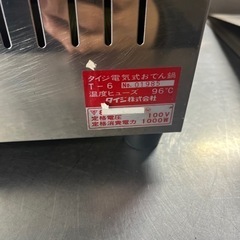 タイジ電気式おでん鍋
T-6 No.01985
温度ヒューズ 96℃
タイジ株式会社
定格電圧 100V
定格消費電力 1000W